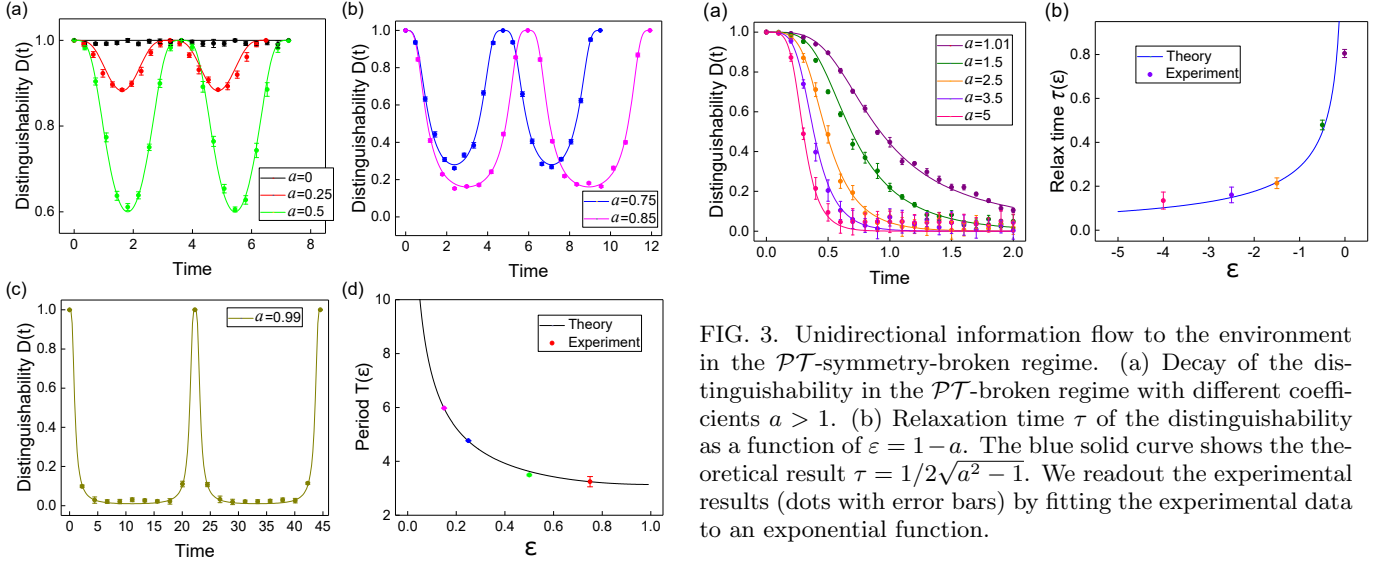 (a)
Distinguishability D(t)
1.0
0.8
0.6
0 2 4 6 8
Time
a=0
a=0.25
a=0.5
(b)
Distinguishability D(t)
1.0
0.8
0.6
0.4
0.2
0.0
0 2 4 6 8 10 12
Time
a=0.75
a=0.85
(c)
Distinguishability D(t)
1.0
0.8
0.6
0.4
0.2
0.0
0 5 10 15 20 25 30 35 40 45
Time
a=0.99
(d)
Period T(ε)
10
8
6
4
2
0.0 0.2 0.4 0.6 0.8 1.0
ε
Theory
Experiment
(a)
Distinguishability D(t)
1.0
0.8
0.6
0.4
0.2
0.0
0.0 0.5 1.0 1.5 2.0
Time
a=1.01
a=1.5
a=2.5
a=3.5
a=5
(b)
Relax time τ(ε)
0.8
0.6
0.4
0.2
0.0
-5 -4 -3 -2 -1 0
ε
Theory
Experiment
FIG. 3. Unidirectional information flow to the environment
in the PT-symmetry-broken regime. (a) Decay of the dis-
tinguishability in the PT-broken regime with different coeffi-
cients a > 1. (b) Relaxation time τ of the distinguishability
as a function of ε = 1−a. The blue solid curve shows the the-
oretical result τ = 1/2√(a² − 1). We readout the experimental
results (dots with error bars) by fitting the experimental data
to an exponential function.